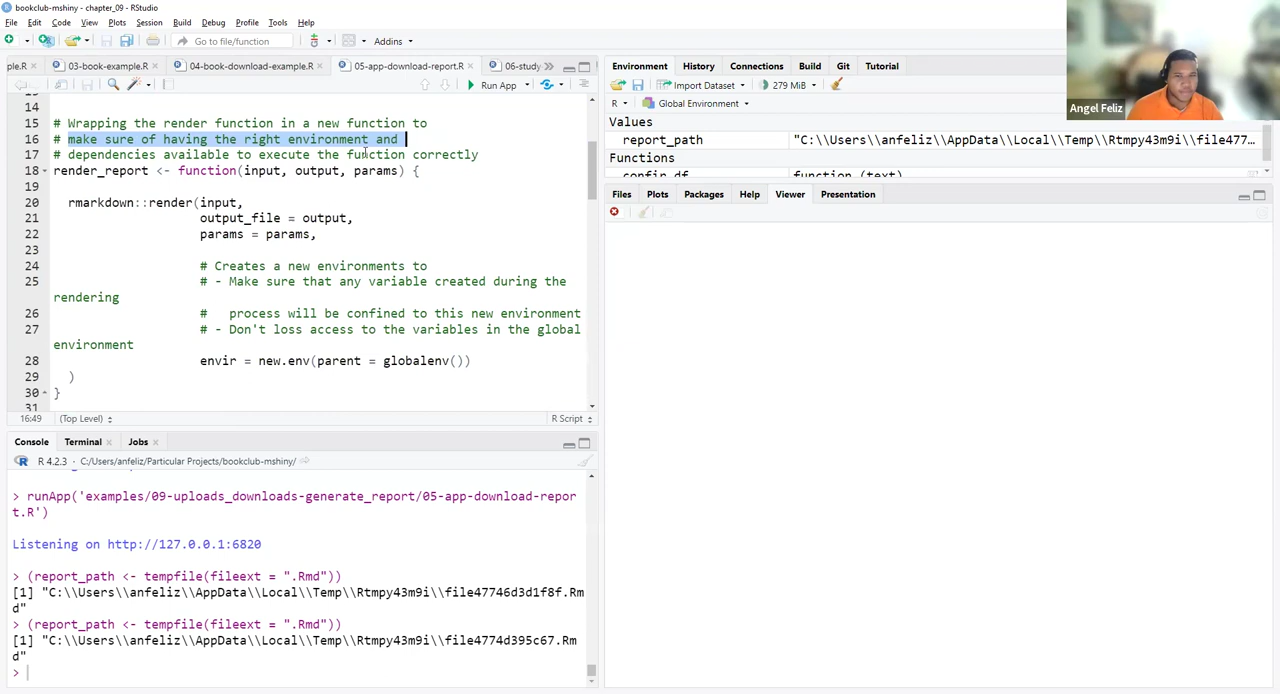 bookclub-mshiny - chapter_09 - RStudio
File Edit Code View Plots Session Build Debug Profile Tools Help
Go to file/function Addins
ple.R 03-book-example.R 04-book-download-example.R 05-app-download-report.R 06-study
Run App
14
15 # Wrapping the render function in a new function to
16 # make sure of having the right environment and
17 # dependencies available to execute the function correctly
18 render_report <- function(input, output, params) {
19
20 rmarkdown::render(input,
21 output_file = output,
22 params = params,
23
24 # Creates a new environments to
25 # - Make sure that any variable created during the
rendering
26 # process will be confined to this new environment
27 # - Don't loss access to the variables in the global
environment
28 envir = new.env(parent = globalenv())
29 )
30 }
31
16:49 (Top Level) R Script
Console Terminal Jobs
R 4.2.3 . C:/Users/anfeliz/Particular Projects/bookclub-mshiny/
> runApp('examples/09-uploads_downloads-generate_report/05-app-download-repor
t.R')
Listening on http://127.0.0.1:6820
> (report_path <- tempfile(fileext = ".Rmd"))
[1] "C:\\Users\\anfeliz\\AppData\\Local\\Temp\\Rtmpy43m9i\\file47746d3d1f8f.Rm
d"
> (report_path <- tempfile(fileext = ".Rmd"))
[1] "C:\\Users\\anfeliz\\AppData\\Local\\Temp\\Rtmpy43m9i\\file4774d395c67.Rm
d"
>
Environment History Connections Build Git Tutorial
Import Dataset 279 MiB
R Global Environment
Values
report_path "C:\\Users\\anfeliz\\AppData\\Local\\Temp\\Rtmpy43m9i\\file477...
Functions
function (text)
Files Plots Packages Help Viewer Presentation
Angel Feliz